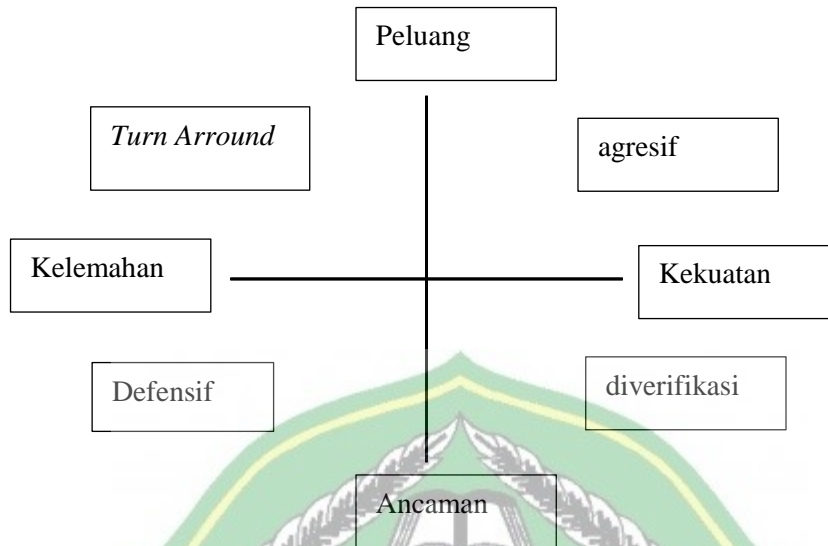 Peluang
Turn Arround
agresif
Kelemahan
Kekuatan
Defensif
diverifikasi
Ancaman